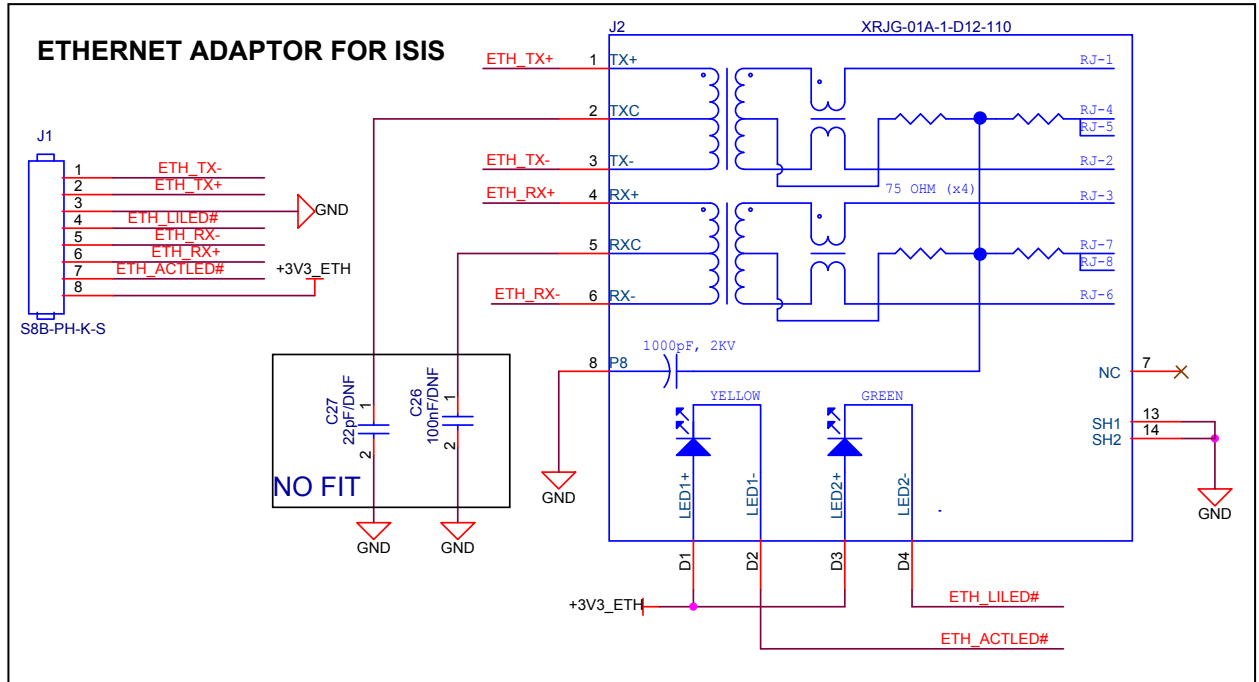 ETHERNET ADAPTOR FOR ISIS
J1
1 ETH_TX-
2 ETH_TX+
3 GND
4 ETH_LILED#
5 ETH_RX-
6 ETH_RX+
7 ETH_ACTLED#
8 +3V3_ETH
S8B-PH-K-S
J2
XRJG-01A-1-D12-110
ETH_TX+ 1 TX+ RJ-1
2 TXC RJ-4
RJ-5
ETH_TX- 3 TX- RJ-2
75 OHM (x4)
ETH_RX+ 4 RX+ RJ-3
5 RXC RJ-7
RJ-8
ETH_RX- 6 RX- RJ-6
1000pF, 2KV
8 P8
NC 7
YELLOW
GREEN
SH1 13
SH2 14
GND
GND
C27
22pF/DNF
1
2
C26
100nF/DNF
1
2
NO FIT
GND
GND
LED1+
LED1-
LED2+
LED2-
D1
D2
D3
D4
+3V3_ETH
ETH_LILED#
ETH_ACTLED#